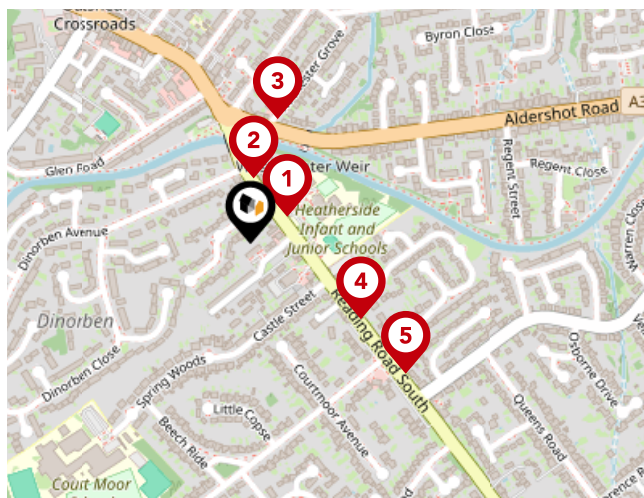 Crossroads
Byron Close
3
Aldershot Road
A3
2
Glen Road
Weir
Regent Street
Regent Close
1
Heatherside
Infant and
Junior Schools
Dinorben Avenue
Warren Close
Dinorben
Castle Street
4
Reading Road South
5
Dinorben Close
Spring Woods
Courtmoor Avenue
Osborne Drive
Little Copse
Beech Ride
Queens Road
Court Moor